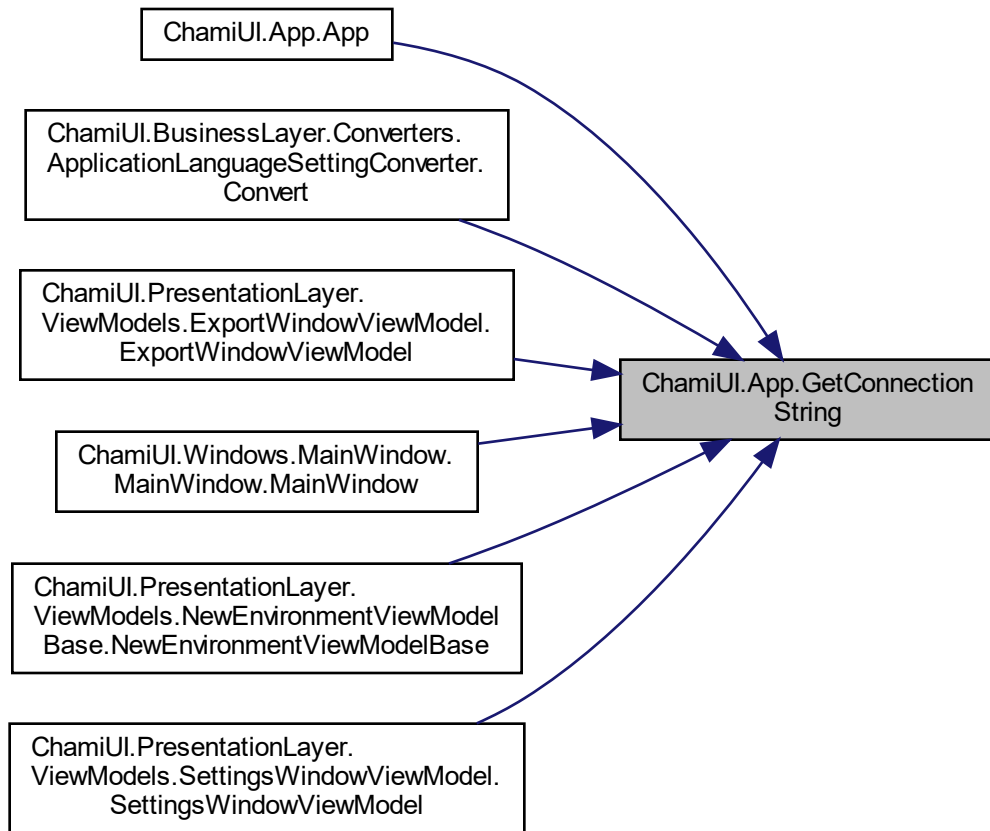 ChamiUI.App.App
ChamiUI.BusinessLayer.Converters.
ApplicationLanguageSettingConverter.
Convert
ChamiUI.PresentationLayer.
ViewModels.ExportWindowViewModel.
ExportWindowViewModel
ChamiUI.App.GetConnection
String
ChamiUI.Windows.MainWindow.
MainWindow.MainWindow
ChamiUI.PresentationLayer.
ViewModels.NewEnvironmentViewModel
Base.NewEnvironmentViewModelBase
ChamiUI.PresentationLayer.
ViewModels.SettingsWindowViewModel.
SettingsWindowViewModel